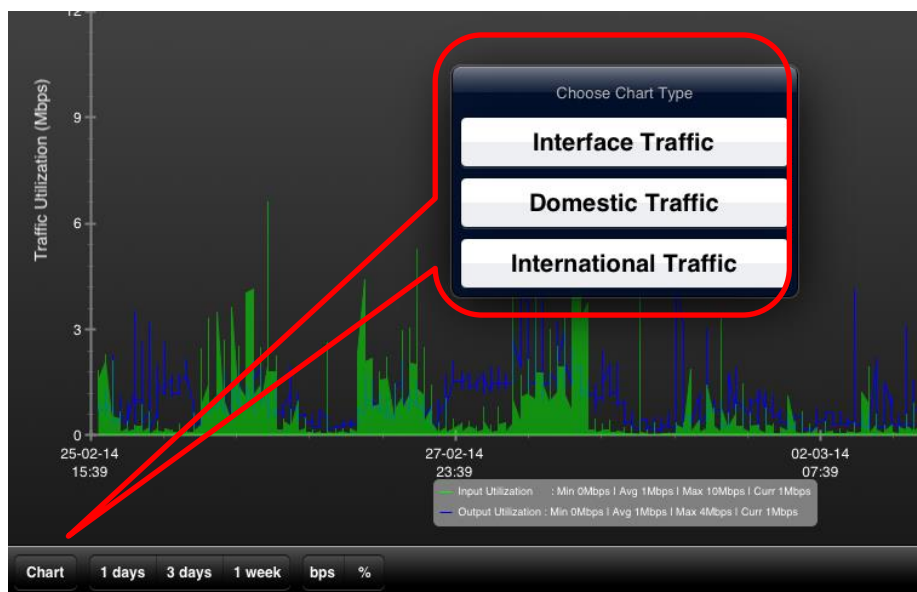 12
Traffic Utilization (Mbps)
9
6
3
0
Choose Chart Type
Interface Traffic
Domestic Traffic
International Traffic
25-02-14
15:39
27-02-14
23:39
02-03-14
07:39
Input Utilization : Min 0Mbps | Avg 1Mbps | Max 10Mbps | Curr 1Mbps
Output Utilization : Min 0Mbps | Avg 1Mbps | Max 4Mbps | Curr 1Mbps
Chart 1 days 3 days 1 week bps %